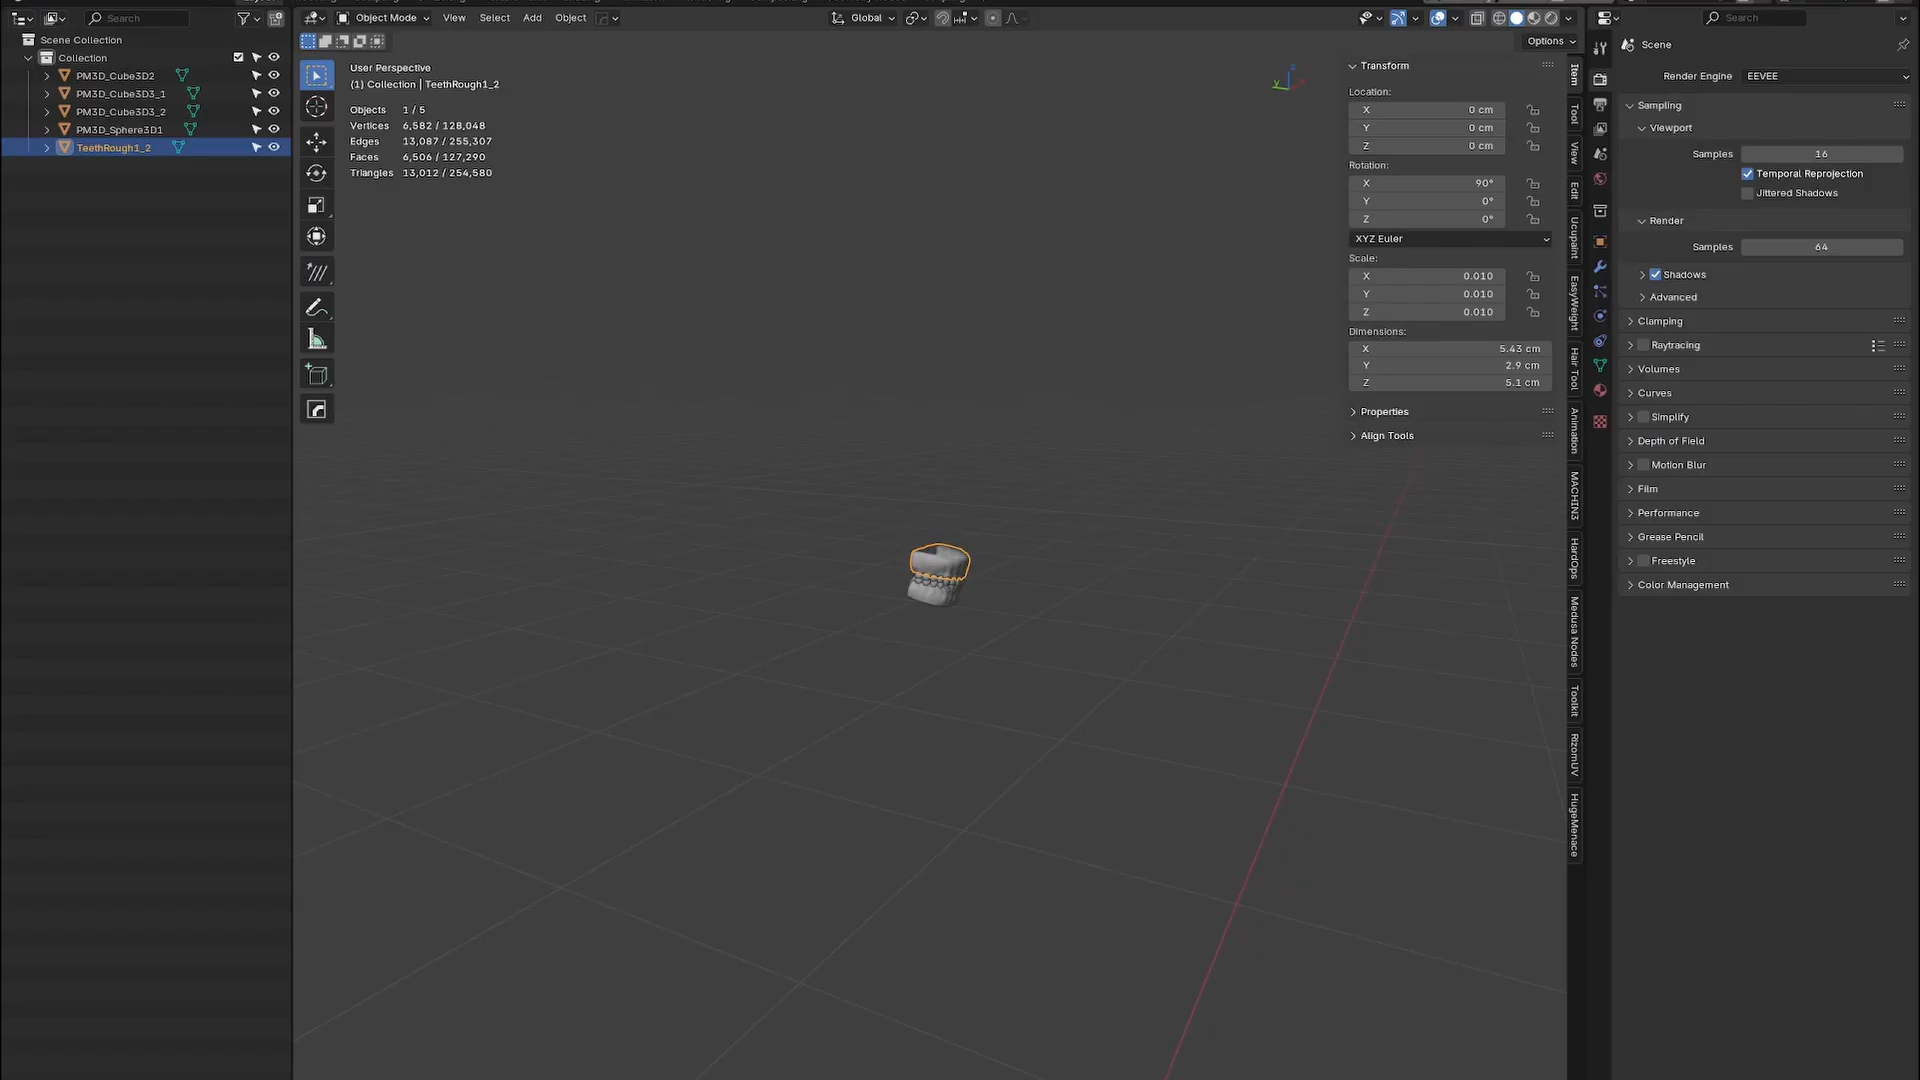 Search
Object Mode
View
Select
Add
Object
Global
Search
Scene Collection
Collection
PM3D_Cube3D2
PM3D_Cube3D3_1
PM3D_Cube3D3_2
PM3D_Sphere3D1
TeethRough1_2
Options
User Perspective
(1) Collection | TeethRough1_2
Objects 1 / 5
Vertices 6,582 / 128,048
Edges 13,087 / 255,307
Faces 6,506 / 127,290
Triangles 13,012 / 254,580
Z
Y
Transform
Location:
X 0 cm
Y 0 cm
Z 0 cm
Rotation:
X 90°
Y 0°
Z 0°
XYZ Euler
Scale:
X 0.010
Y 0.010
Z 0.010
Dimensions:
X 5.43 cm
Y 2.9 cm
Z 5.1 cm
Properties
Align Tools
Item
Tool
View
Edit
Ucupaint
EasyWeight
Hair Tool
Animation
MACHIN3
HardOps
Medusa Nodes
Toolkit
RizomUV
HugeMenace
Scene
Render Engine EEVEE
Sampling
Viewport
Samples 16
Temporal Reprojection
Jittered Shadows
Render
Samples 64
Shadows
Advanced
Clamping
Raytracing
Volumes
Curves
Simplify
Depth of Field
Motion Blur
Film
Performance
Grease Pencil
Freestyle
Color Management